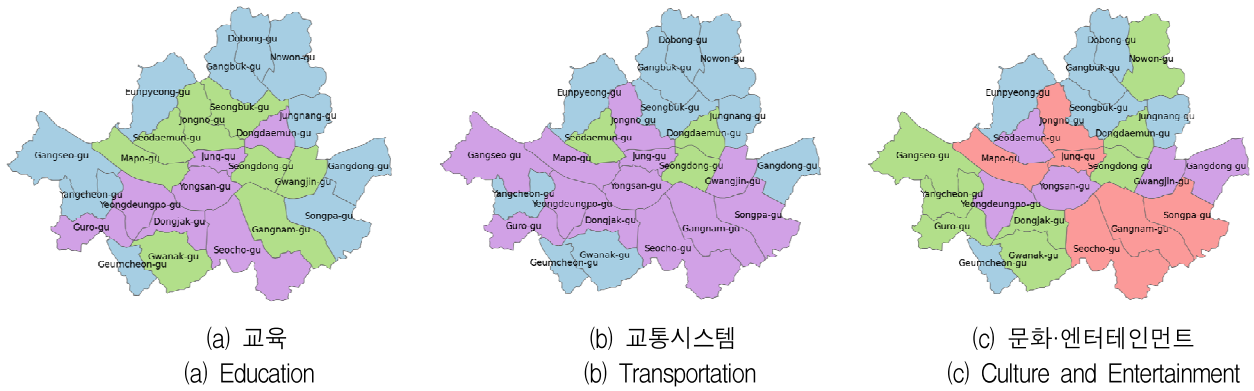 Dobong-gu
Nowon-gu
Gangbuk-gu
Eunpyeong-gu
Seongbuk-gu
Jungnang-gu
Jongno-gu
Seodaemun-gu
Dongdaemun-gu
Gangseo-gu
Mapo-gu
Jung-gu
Seongdong-gu
Gangdong-gu
Gwangjin-gu
Yangcheon-gu
Yongsan-gu
Yeongdeungpo-gu
Songpa-gu
Guro-gu
Dongjak-gu
Gangnam-gu
Seocho-gu
Gwanak-gu
Geumcheon-gu
(a) 교육
(a) Education
Dobong-gu
Nowon-gu
Gangbuk-gu
Eunpyeong-gu
Seongbuk-gu
Jungnang-gu
Jongno-gu
Seodaemun-gu
Dongdaemun-gu
Gangseo-gu
Mapo-gu
Jung-gu
Seongdong-gu
Gangdong-gu
Gwangjin-gu
Yangcheon-gu
Yongsan-gu
Yeongdeungpo-gu
Songpa-gu
Guro-gu
Dongjak-gu
Gangnam-gu
Seocho-gu
Gwanak-gu
Geumcheon-gu
(b) 교통시스템
(b) Transportation
Dobong-gu
Nowon-gu
Gangbuk-gu
Eunpyeong-gu
Seongbuk-gu
Jungnang-gu
Jongno-gu
Seodaemun-gu
Dongdaemun-gu
Gangseo-gu
Mapo-gu
Jung-gu
Seongdong-gu
Gangdong-gu
Gwangjin-gu
Yangcheon-gu
Yongsan-gu
Yeongdeungpo-gu
Songpa-gu
Guro-gu
Dongjak-gu
Gangnam-gu
Seocho-gu
Gwanak-gu
Geumcheon-gu
(c) 문화·엔터테인먼트
(c) Culture and Entertainment